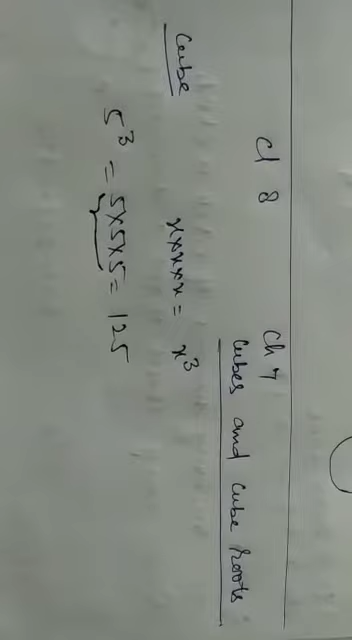 Cl 8 Ch 7
Cubes and Cube Roots
Cube
x×x×x = x³
5³ = 5×5×5 = 125